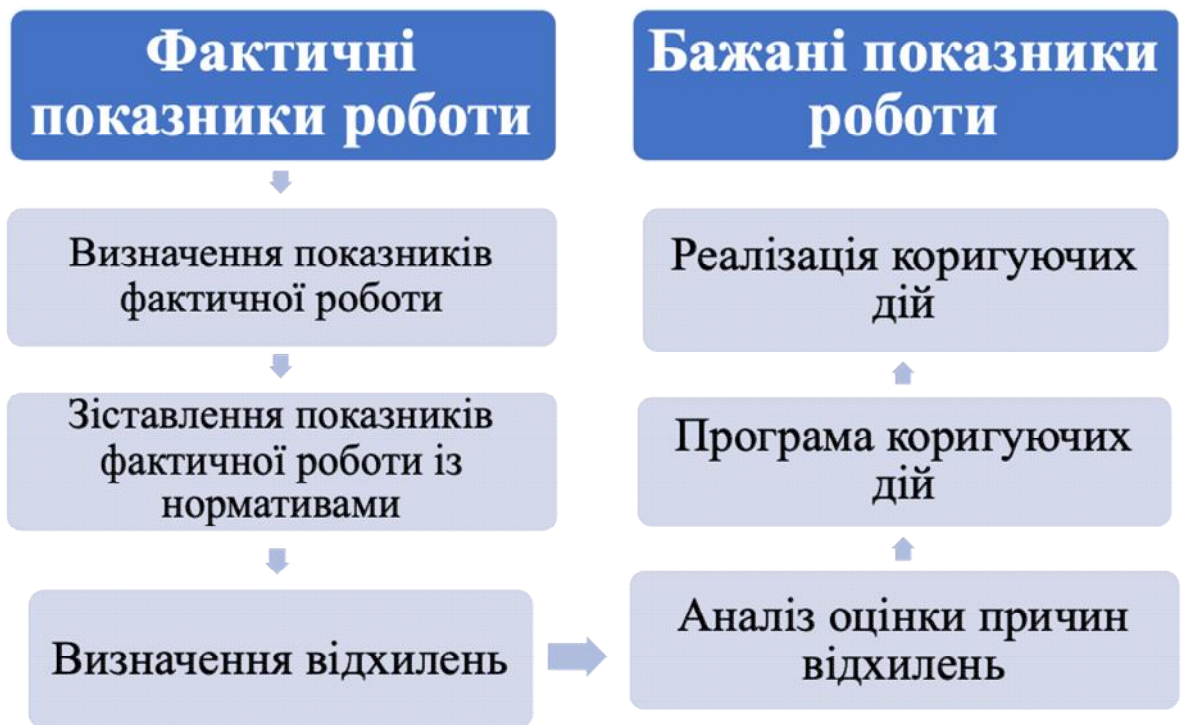 Фактичні
показники роботи
Визначення показників
фактичної роботи
Зіставлення показників
фактичної роботи із
нормативами
Визначення відхилень
Бажані показники
роботи
Реалізація коригуючих
дій
Програма коригуючих
дій
Аналіз оцінки причин
відхилень